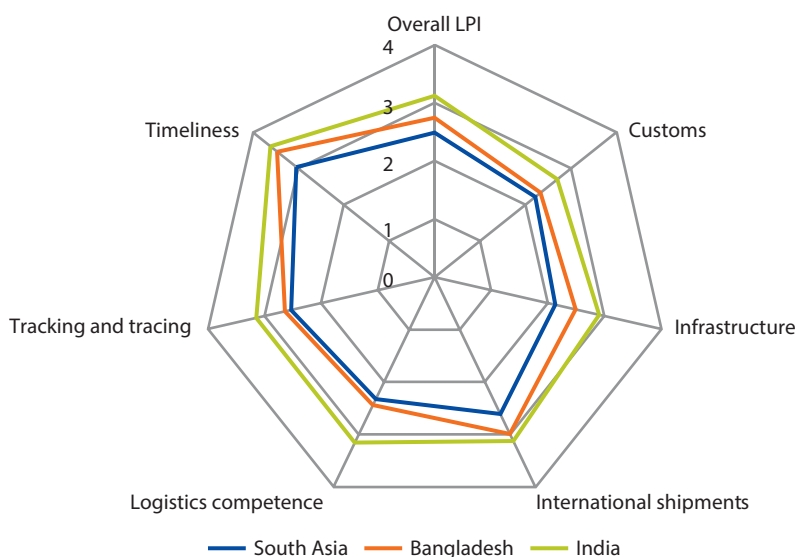 Overall LPI
4
3
2
1
0
Timeliness
Customs
Tracking and tracing
Infrastructure
Logistics competence
International shipments
South Asia Bangladesh India